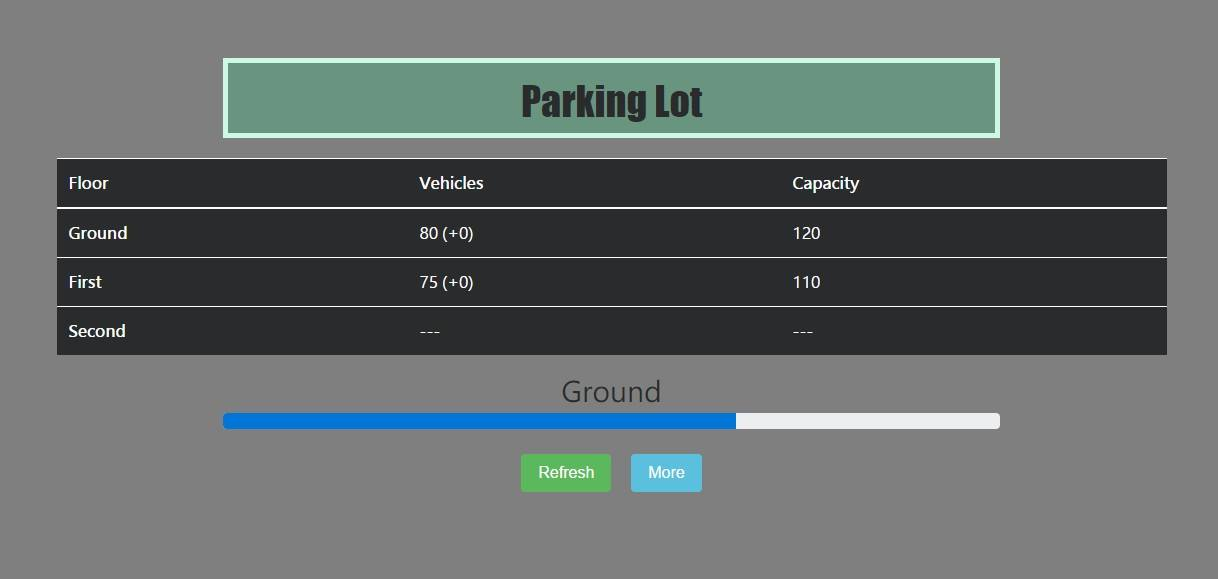 Parking Lot
Floor Vehicles Capacity
Ground 80 (+0) 120
First 75 (+0) 110
Second --- ---
Ground
Refresh More